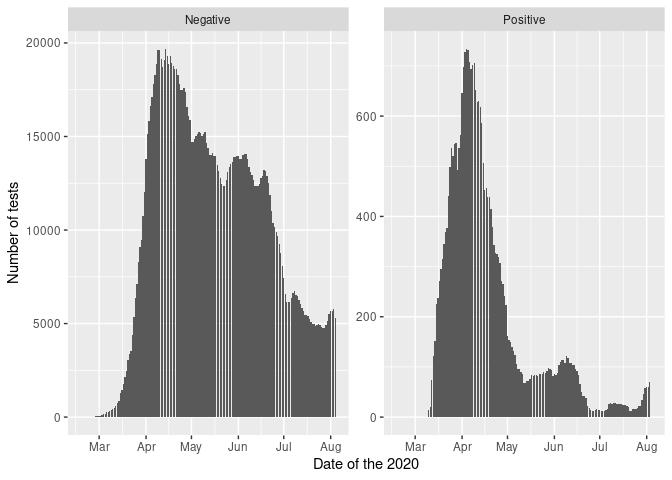 Negative
Positive
Number of tests
20000
15000
10000
5000
0
600
400
200
0
Mar Apr May Jun Jul Aug
Mar Apr May Jun Jul Aug
Date of the 2020